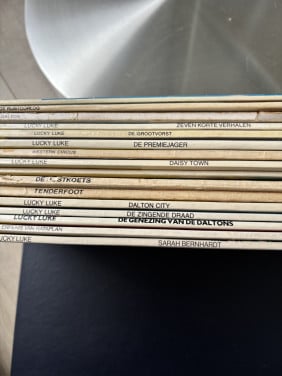 LUCKY LUKE ZEVEN KORTE VERHALEN
LUCKY LUKE DE GROOTVORST
LUCKY LUKE DE PREMIEJAGER
WESTERN CIRCUS
LUCKY LUKE DAISY TOWN
DE
TENDERFOOT
LUCKY LUKE DALTON CITY
LUCKY LUKE DE ZINGENDE DRAAD
LUCKY LUKE DE GENEZING VAN DE DALTONS
LUCKY LUKE SARAH BERNHARDT